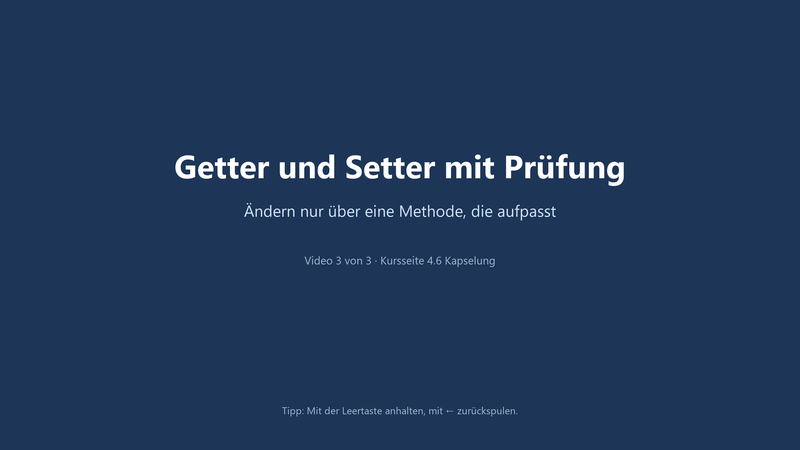 Getter und Setter mit Prüfung
Ändern nur über eine Methode, die aufpasst
Video 3 von 3 · Kursseite 4.6 Kapselung
Tipp: Mit der Leertaste anhalten, mit ← zurückspulen.